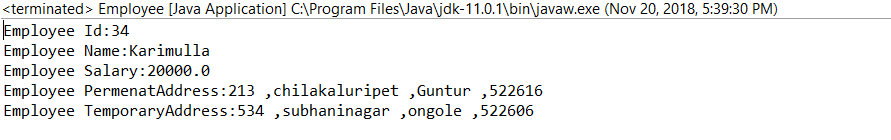 <terminated> Employee [Java Application] C:\Program Files\Java\jdk-11.0.1\bin\javaw.exe (Nov 20, 2018, 5:39:30 PM)
Employee Id:34
Employee Name:Karimulla
Employee Salary:20000.0
Employee PermenatAddress:213 ,chilakaluripet ,Guntur ,522616
Employee TemporaryAddress:534 ,subhaninagar ,ongole ,522606